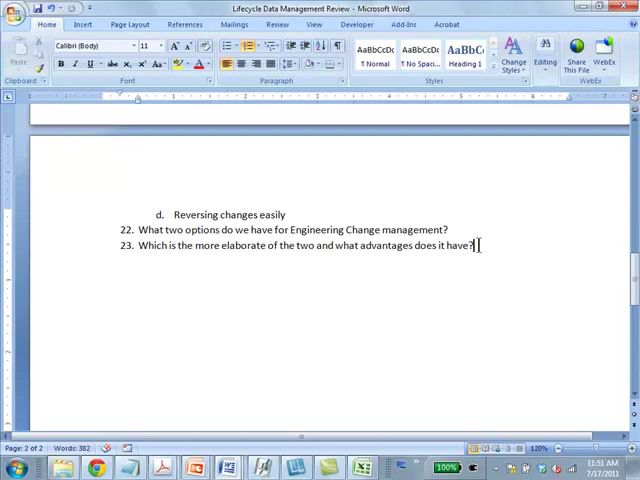 Lifecycle Data Management Review - Microsoft Word
Home Insert Page Layout References Mailings Review View Developer Add-Ins Acrobat
Calibri (Body) 11
AaBbCcDc AaBbCcDc AaBbCc
¶ Normal ¶ No Spaci... Heading 1
Paste
Change Styles
Editing
Share This File
WebEx
Clipboard Font Paragraph Styles WebEx
d. Reversing changes easily
22. What two options do we have for Engineering Change management?
23. Which is the more elaborate of the two and what advantages does it have?
Page: 2 of 2 Words: 382 120%
100%
11:51 AM
7/17/2011